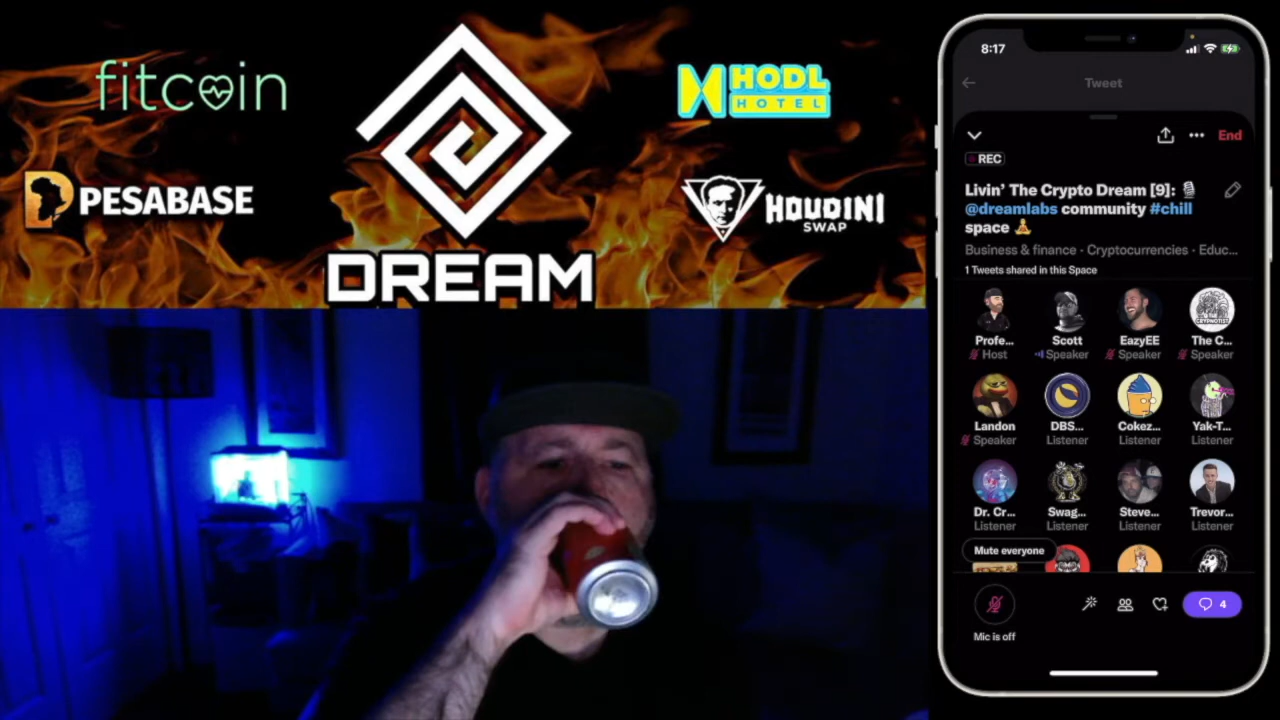 fitcoin
PESABASE
DREAM
HODL
HOTEL
HOUDINI
SWAP
8:17
Tweet
End
REC
Livin' The Crypto Dream [9]: 🎙️
@dreamlabs community #chill
space 🧘
Business & finance · Cryptocurrencies · Educ...
1 Tweets shared in this Space
Profe... Scott EazyEE The C...
Host Speaker Speaker Speaker
Landon DBS... Cokez... Yak-T...
Speaker Listener Listener Listener
Dr. Cr... Swag... Steve... Trevor...
Listener Listener Listener Listener
Mute everyone
4
Mic is off